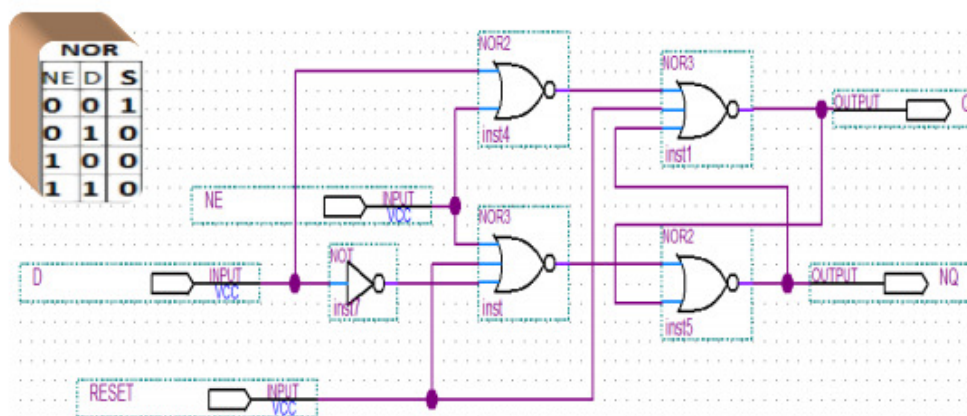 NOR
NE D S
0 0 1
0 1 0
1 0 0
1 1 0
NOR2
inst4
NOR3
inst1
OUTPUT
NE
INPUT
VCC
NOR3
inst
NOR2
inst5
OUTPUT
NQ
D
INPUT
VCC
NOT
inst7
RESET
INPUT
VCC